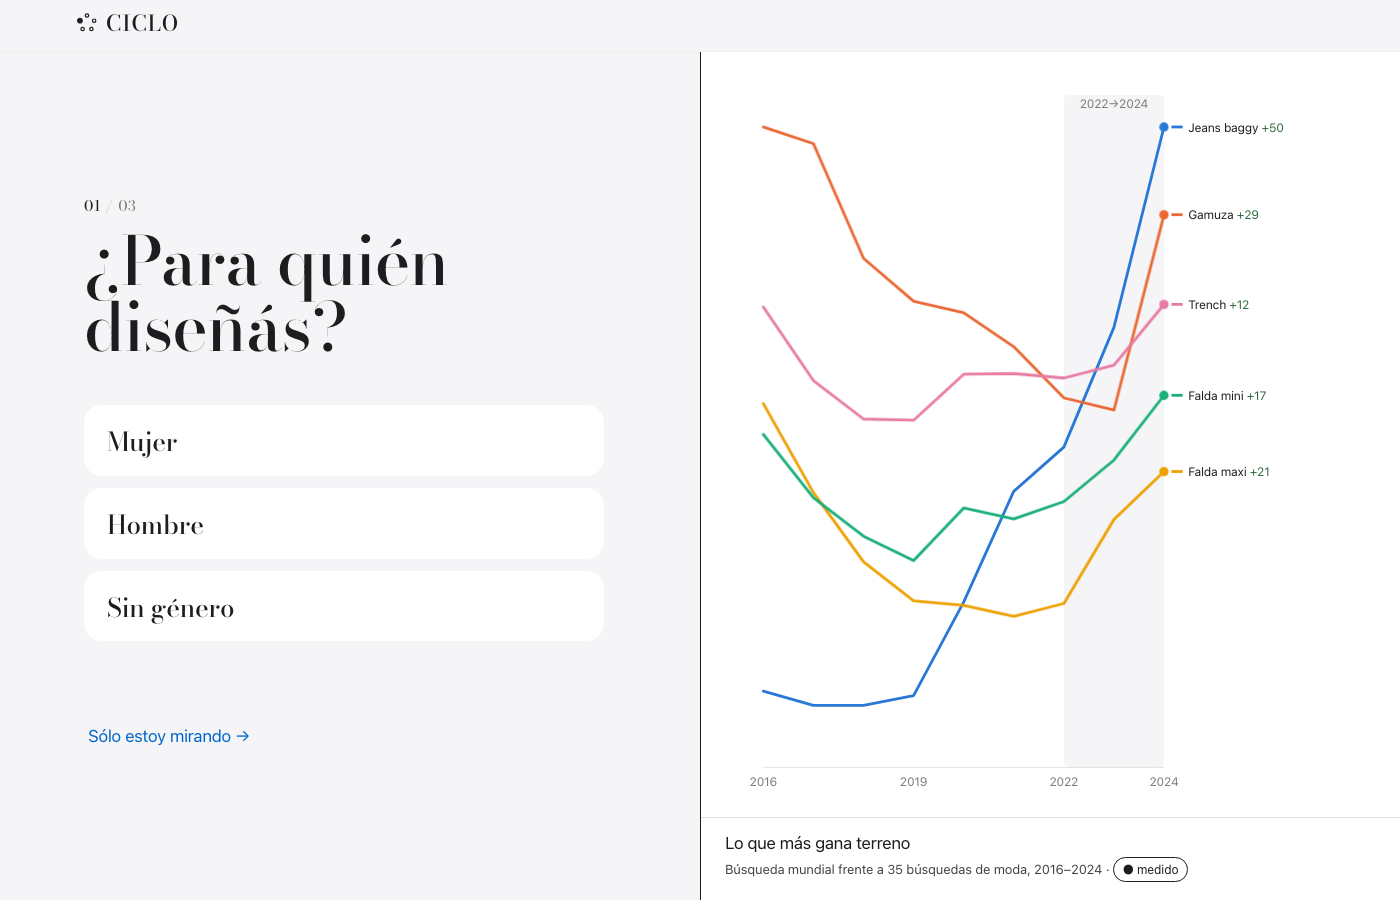 CICLO
01 / 03
¿Para quién
diseñás?
Mujer
Hombre
Sin género
Sólo estoy mirando →
2022→2024
Jeans baggy +50
Gamuza +29
Trench +12
Falda mini +17
Falda maxi +21
2016 2019 2022 2024
Lo que más gana terreno
Búsqueda mundial frente a 35 búsquedas de moda, 2016–2024 · medido